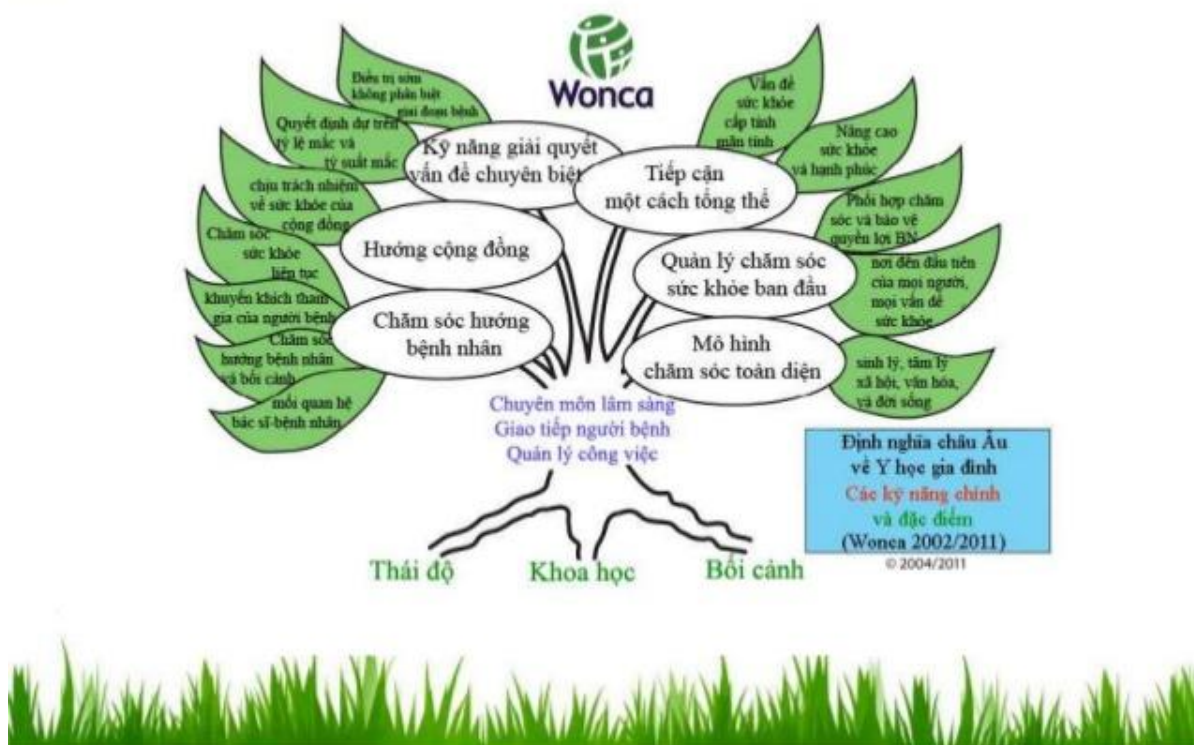 Wonca
Điều trị sớm
không phân biệt
giai đoạn bệnh
Quyết định dự trên
tỷ lệ mắc và
tỷ suất mắc
chịu trách nhiệm
về sức khỏe của
cộng đồng
Chăm sóc
sức khỏe
liên tục
khuyến khích tham
gia của người bệnh
Chăm sóc
hướng bệnh nhân
và bối cảnh
mối quan hệ
bác sĩ-bệnh nhân
Kỹ năng giải quyết
vấn đề chuyên biệt
Hướng cộng đồng
Chăm sóc hướng
bệnh nhân
Tiếp cận
một cách tổng thể
Quản lý chăm sóc
sức khỏe ban đầu
Mô hình
chăm sóc toàn diện
Vấn đề
sức khỏe
cấp tính
mãn tính
Nâng cao
sức khỏe
và hạnh phúc
Phối hợp chăm
sóc và bảo vệ
quyền lợi BN
nơi đến đầu tiên
của mọi người,
mọi vấn đề
sức khỏe
sinh lý, tâm lý
xã hội, văn hóa,
và đời sống
Chuyên môn lâm sàng
Giao tiếp người bệnh
Quản lý công việc
Thái độ
Khoa học
Bối cảnh
Định nghĩa châu Âu
về Y học gia đình
Các kỹ năng chính
và đặc điểm
(Wonca 2002/2011)
© 2004/2011